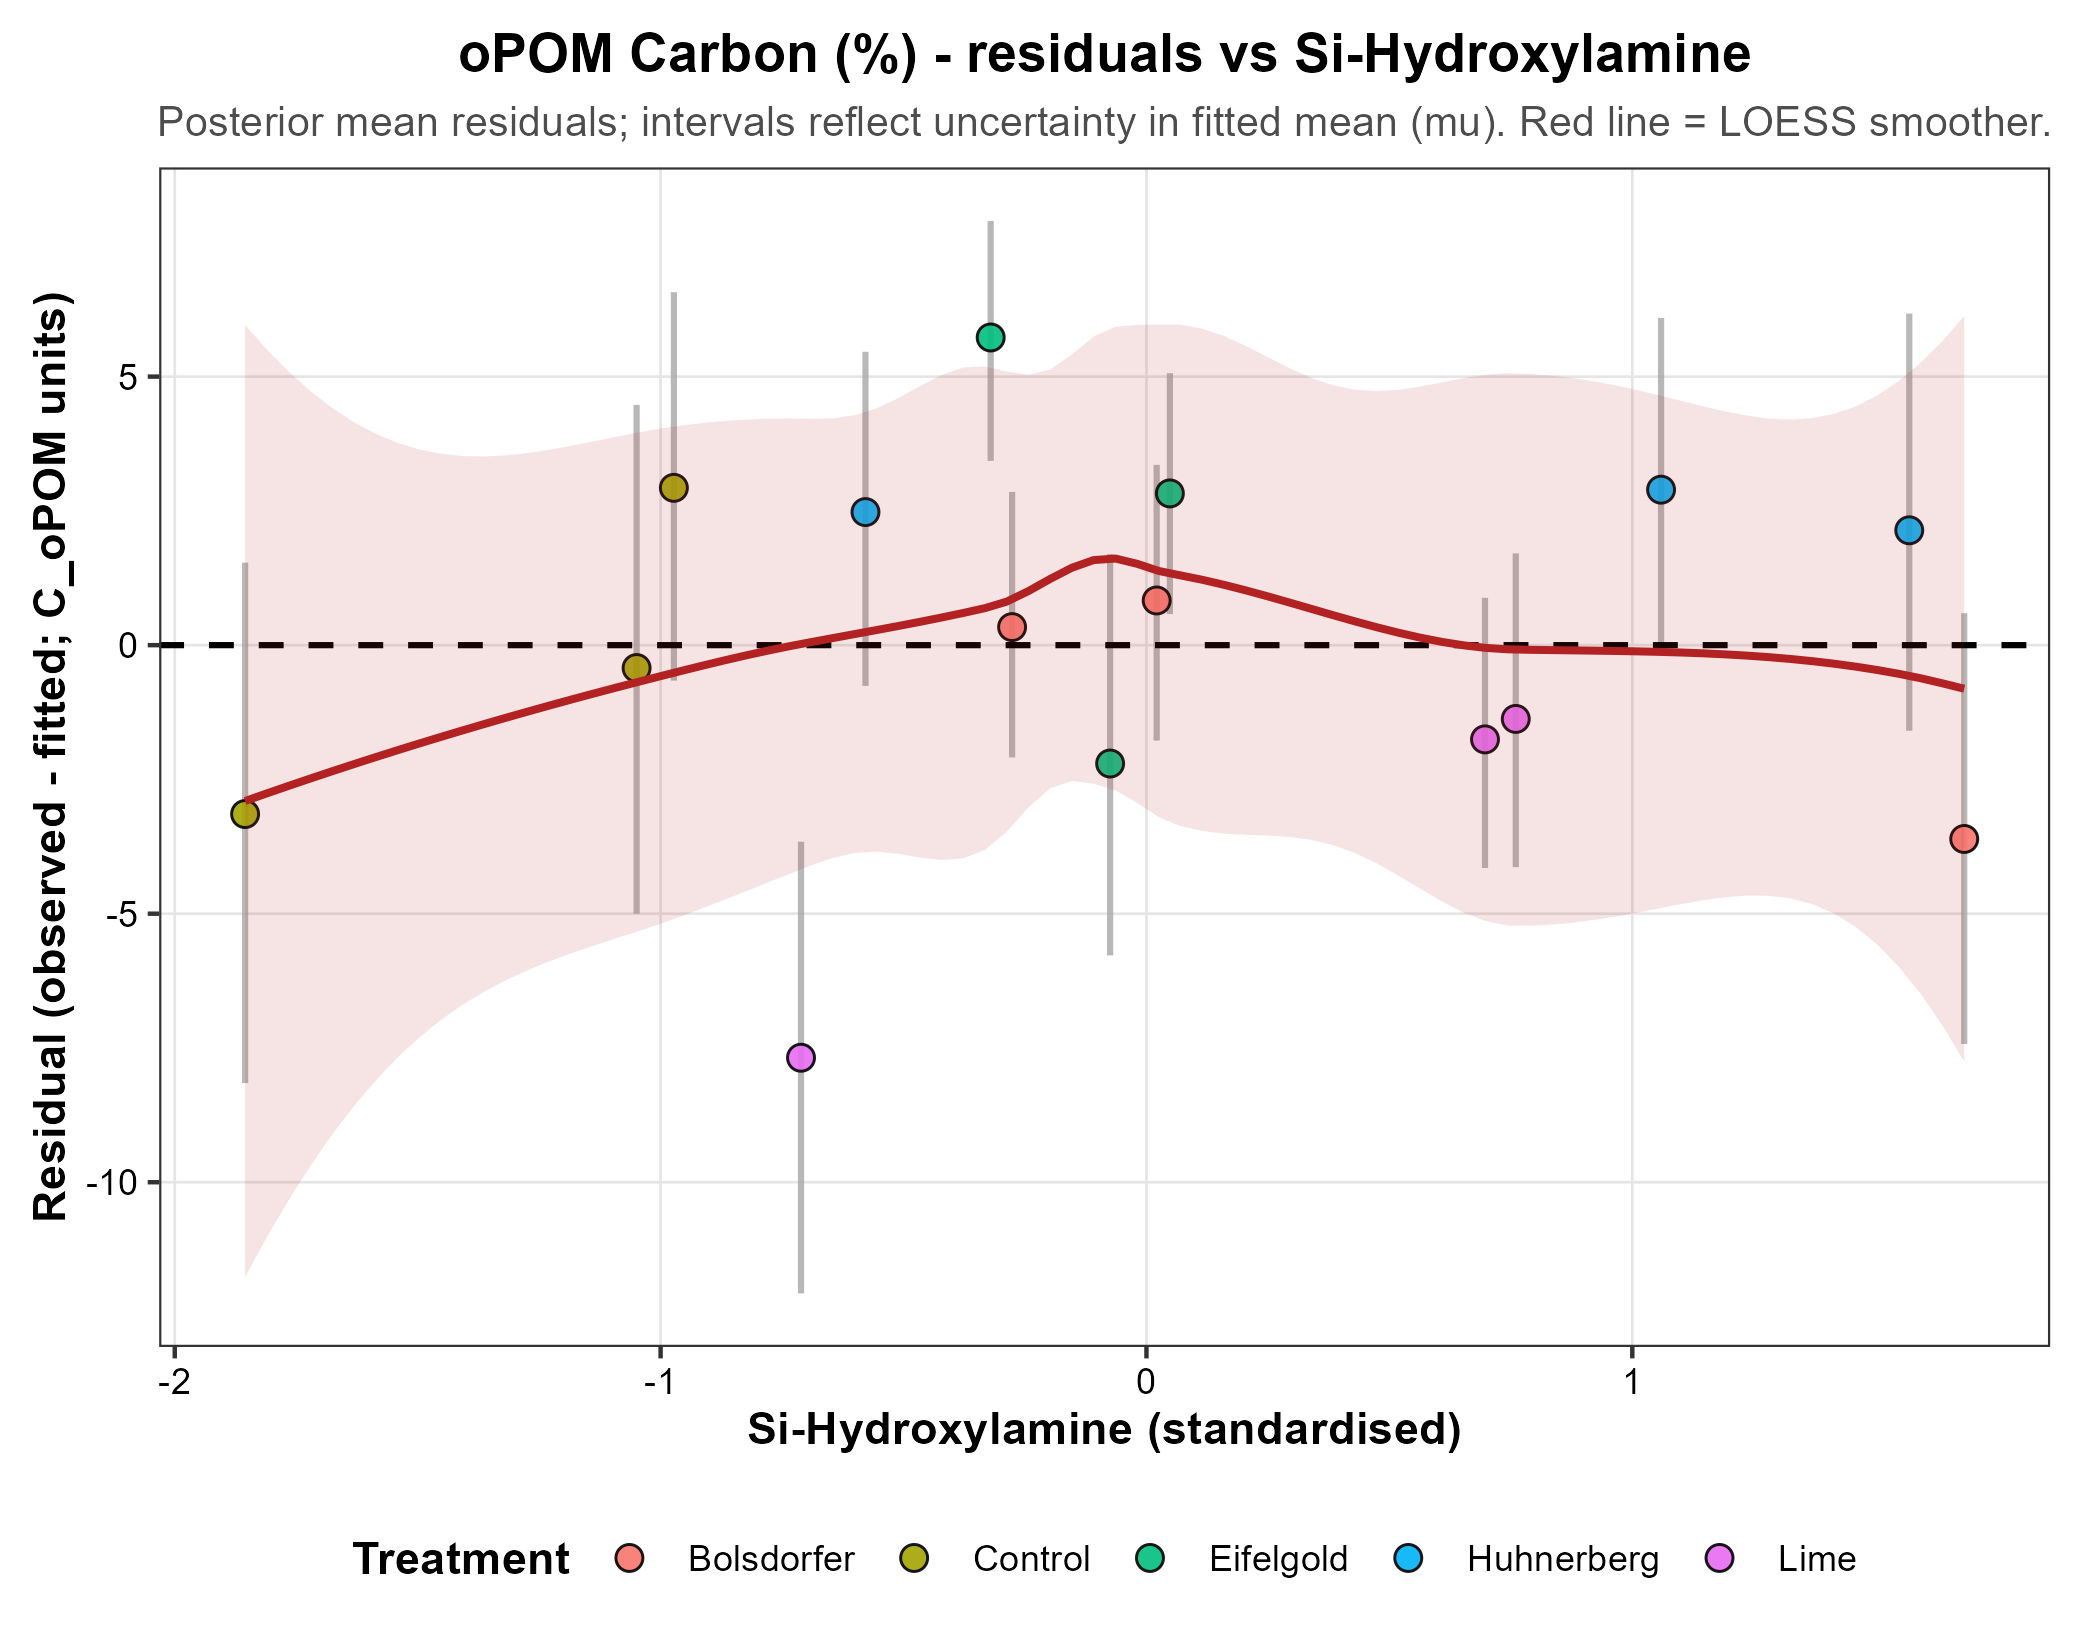 oPOM Carbon (%) - residuals vs Si-Hydroxylamine
Posterior mean residuals; intervals reflect uncertainty in fitted mean (mu). Red line = LOESS smoother.
Residual (observed - fitted; C_oPOM units)
5
0
-5
-10
-2 -1 0 1
Si-Hydroxylamine (standardised)
Treatment Bolsdorfer Control Eifelgold Huhnerberg Lime